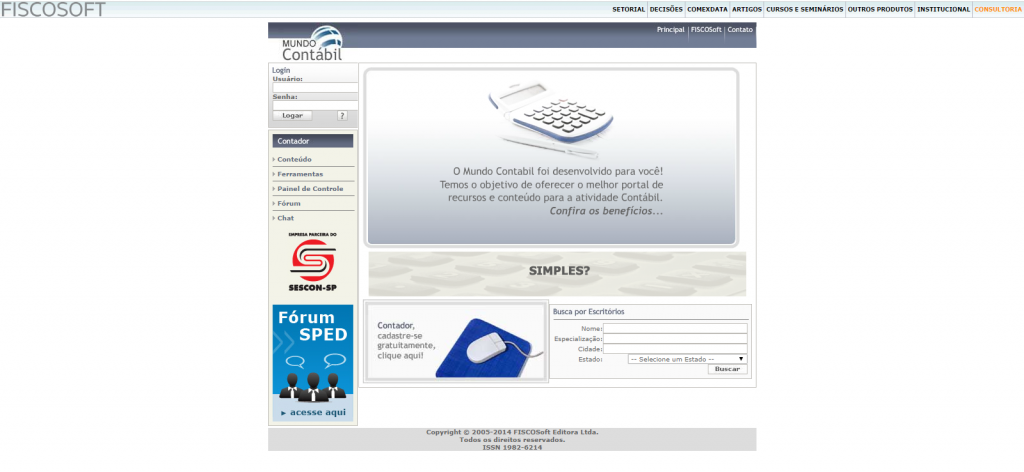 FISCOSOFT
SETORIAL DECISÕES COMEXDATA ARTIGOS CURSOS E SEMINÁRIOS OUTROS PRODUTOS INSTITUCIONAL CONSULTORIA
MUNDO
Contábil
Principal FISCOSoft Contato
Login
Usuário:
Senha:
Logar ?
Contador
Conteúdo
Ferramentas
Painel de Controle
Fórum
Chat
EMPRESA PARCEIRA DO
SESCON-SP
Fórum
SPED
acesse aqui
O Mundo Contabil foi desenvolvido para você!
Temos o objetivo de oferecer o melhor portal de
recursos e conteúdo para a atividade Contábil.
Confira os benefícios...
SIMPLES?
Contador,
cadastre-se
gratuitamente,
clique aqui!
Busca por Escritórios
Nome:
Especialização:
Cidade:
Estado: -- Selecione um Estado --
Buscar
Copyright © 2005-2014 FISCOSoft Editora Ltda.
Todos os direitos reservados.
ISSN 1982-6214